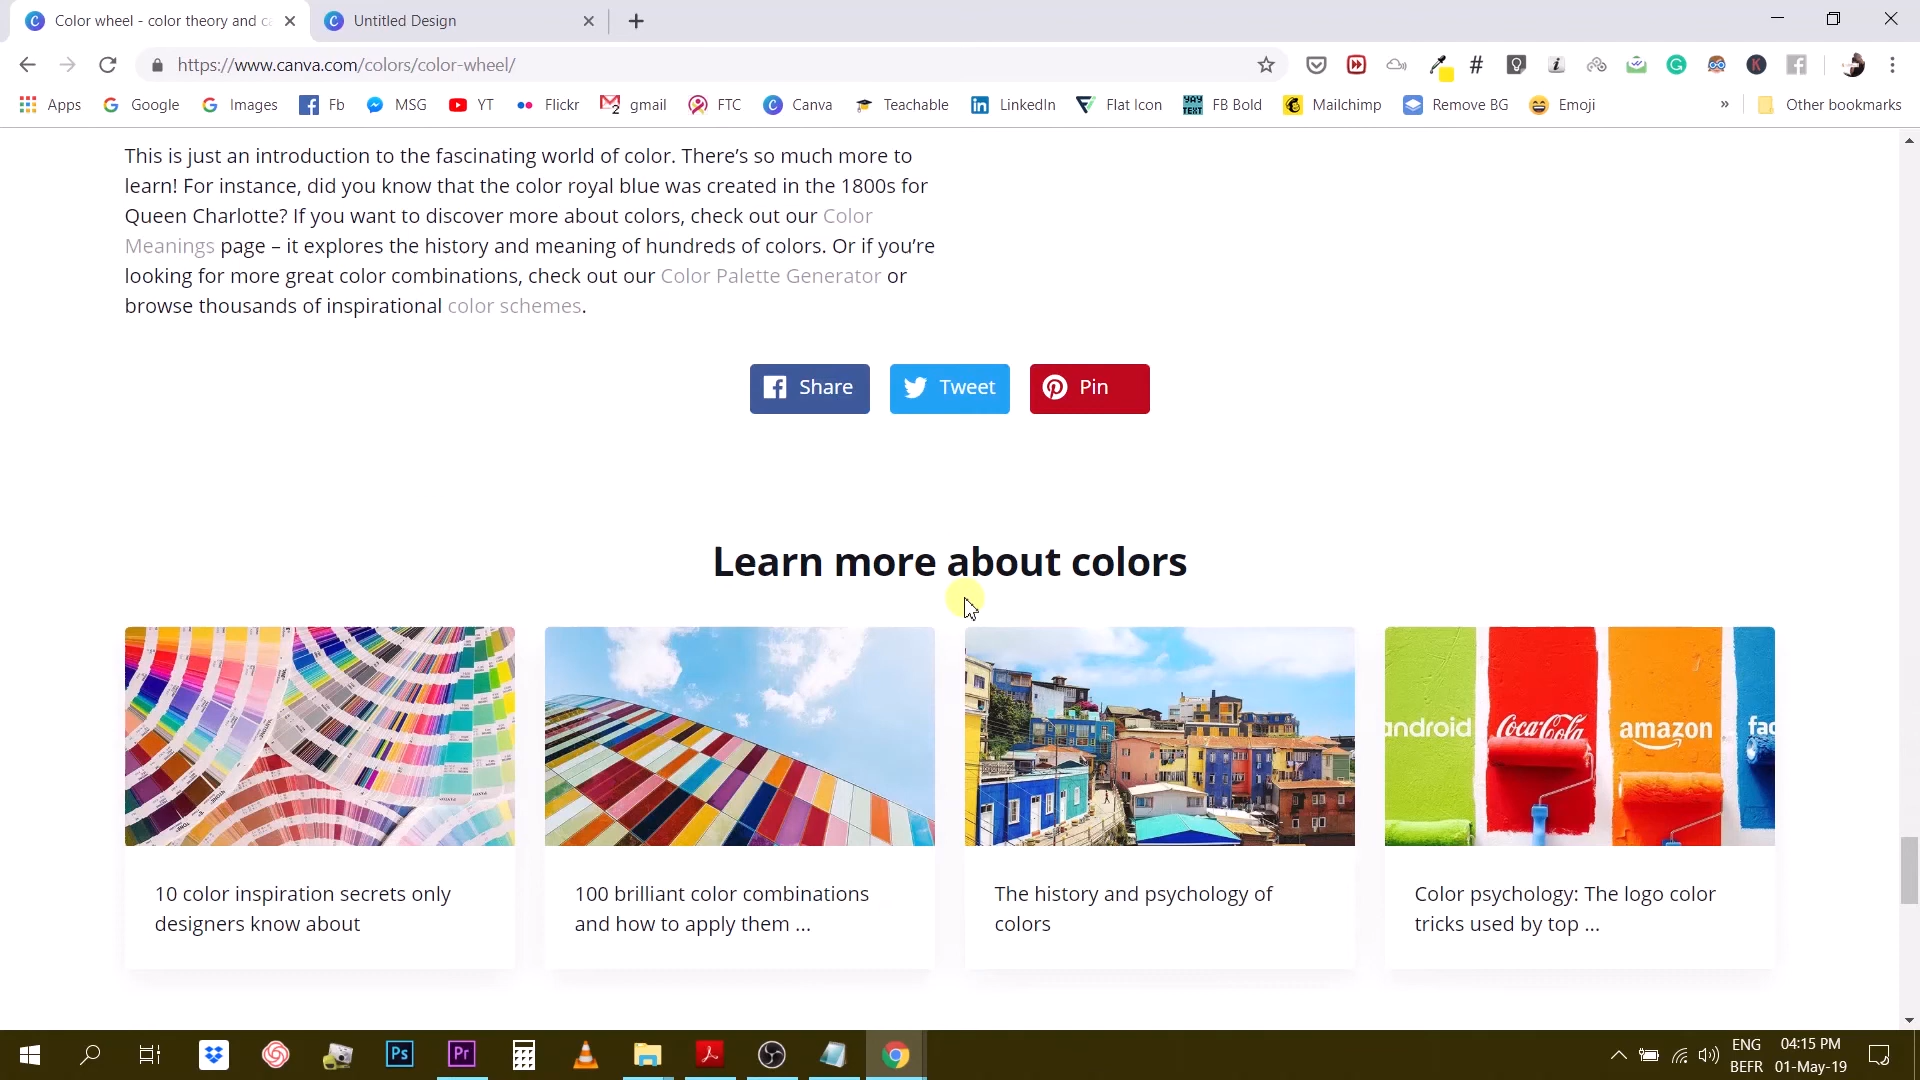 Color wheel - color theory and ca
Untitled Design
https://www.canva.com/colors/color-wheel/
Apps
Google
Images
Fb
MSG
YT
Flickr
gmail
FTC
Canva
Teachable
LinkedIn
Flat Icon
FB Bold
Mailchimp
Remove BG
Emoji
»
Other bookmarks
This is just an introduction to the fascinating world of color. There’s so much more to
learn! For instance, did you know that the color royal blue was created in the 1800s for
Queen Charlotte? If you want to discover more about colors, check out our Color
Meanings page – it explores the history and meaning of hundreds of colors. Or if you’re
looking for more great color combinations, check out our Color Palette Generator or
browse thousands of inspirational color schemes.
Share
Tweet
Pin
Learn more about colors
android
Coca-Cola
amazon
fac
10 color inspiration secrets only
designers know about
100 brilliant color combinations
and how to apply them ...
The history and psychology of
colors
Color psychology: The logo color
tricks used by top ...
Ps
Pr
ENG
BEFR
04:15 PM
01-May-19